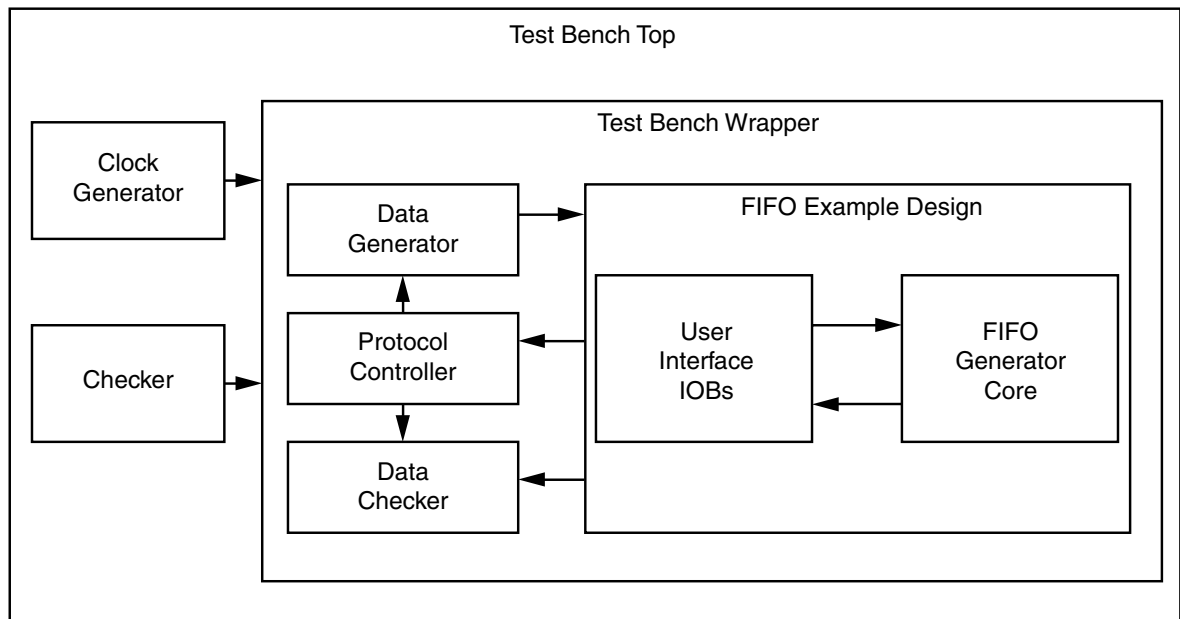 Test Bench Top
Test Bench Wrapper
Clock
Generator
Data
Generator
FIFO Example Design
Protocol
Controller
User
Interface
IOBs
FIFO
Generator
Core
Checker
Data
Checker